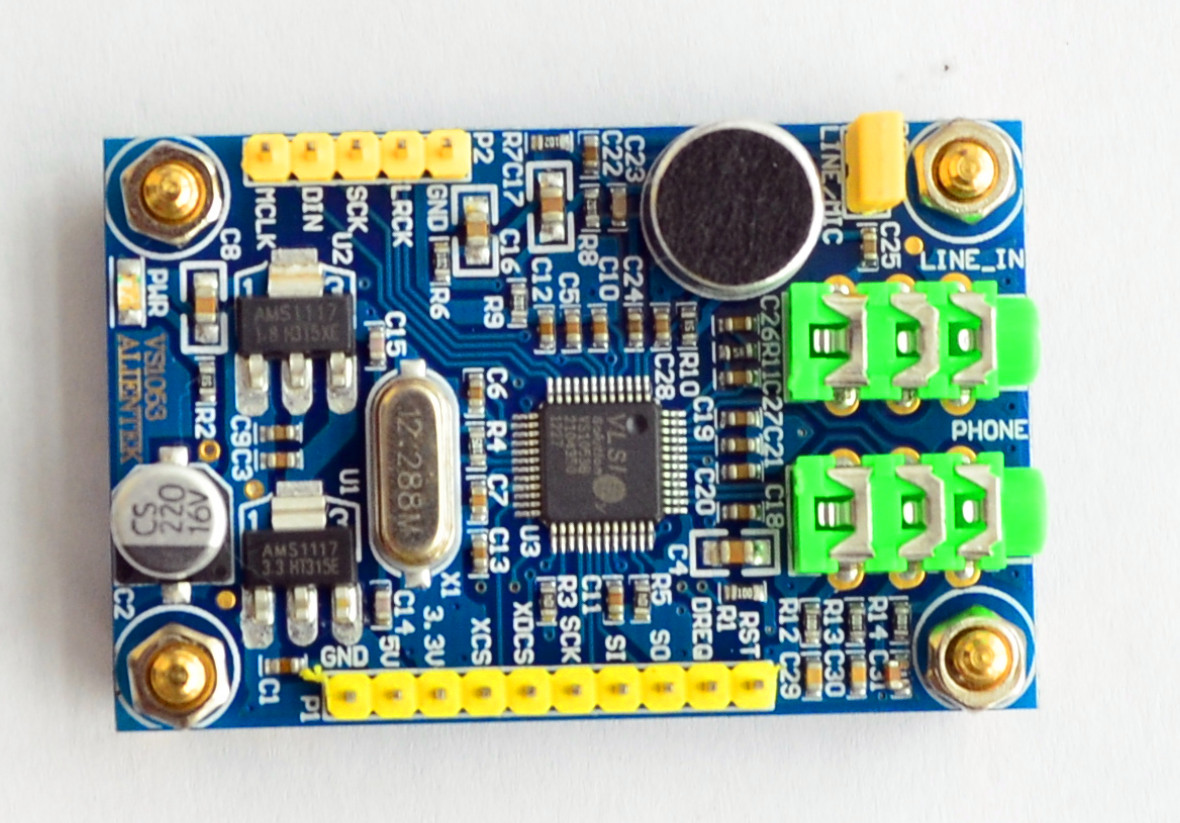 P2
R7
C17
C22
C23
LINE/MIC
MCLK
DIN
SCK
LRCK
GND
C16
R8
C25
LINE_IN
C8
U2
PWR
R6
R9
C12
C5
C10
C24
C26
R11
C27
AMS1117
C15
VS1053
ALIENTEK
R2
C9
C3
C6
R4
C7
C13
C28
R10
C19
C21
C20
C18
PHONE
12.288M
VLSI
CS
220
16V
U1
AMS1117
3.3 HT315E
U3
C4
C2
X1
C14
R3
C11
R5
R1
R12
R13
R14
C1
GND
5V
3.3V
XCS
XDCS
SCK
SI
SO
DREQ
RST
C29
C30
C31
P1